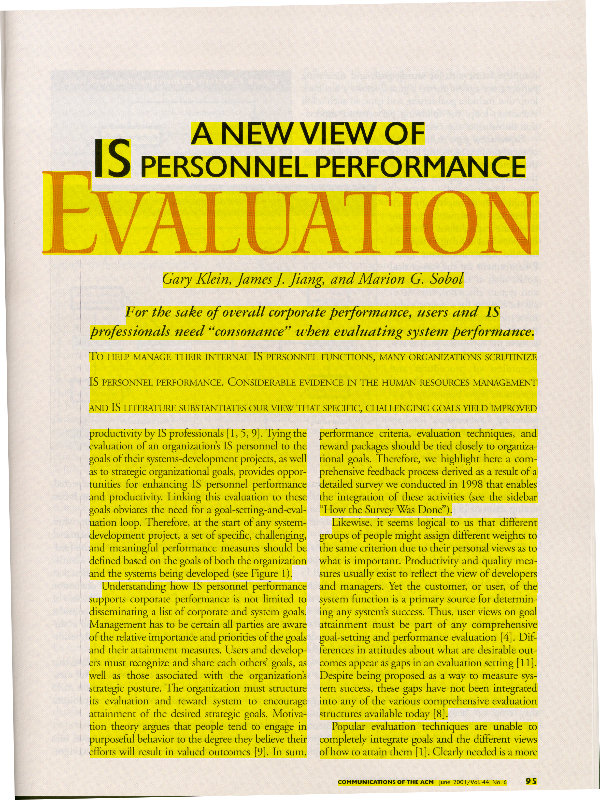 A NEW VIEW OF
IS PERSONNEL PERFORMANCE
EVALUATION
Gary Klein, James J. Jiang, and Marion G. Sobol
For the sake of overall corporate performance, users and IS
professionals need “consonance” when evaluating system performance.
TO HELP MANAGE THEIR INTERNAL IS PERSONNEL FUNCTIONS, MANY ORGANIZATIONS SCRUTINIZE
IS PERSONNEL PERFORMANCE. CONSIDERABLE EVIDENCE IN THE HUMAN RESOURCES MANAGEMENT
AND IS LITERATURE SUBSTANTIATES OUR VIEW THAT SPECIFIC, CHALLENGING GOALS YIELD IMPROVED
productivity by IS professionals [1, 5, 9]. Tying the
evaluation of an organization's IS personnel to the
goals of their systems-development projects, as well
as to strategic organizational goals, provides oppor-
tunities for enhancing IS personnel performance
and productivity. Linking this evaluation to these
goals obviates the need for a goal-setting-and-eval-
uation loop. Therefore, at the start of any system-
development project, a set of specific, challenging,
and meaningful performance measures should be
defined based on the goals of both the organization
and the systems being developed (see Figure 1).
Understanding how IS personnel performance
supports corporate performance is not limited to
disseminating a list of corporate and system goals.
Management has to be certain all parties are aware
of the relative importance and priorities of the goals
and their attainment measures. Users and develop-
ers must recognize and share each others' goals, as
well as those associated with the organization's
strategic posture. The organization must structure
its evaluation and reward system to encourage
attainment of the desired strategic goals. Motiva-
tion theory argues that people tend to engage in
purposeful behavior to the degree they believe their
efforts will result in valued outcomes [9]. In sum,
performance criteria, evaluation techniques, and
reward packages should be tied closely to organiza-
tional goals. Therefore, we highlight here a com-
prehensive feedback process derived as a result of a
detailed survey we conducted in 1998 that enables
the integration of these activities (see the sidebar
“How the Survey Was Done”).
Likewise, it seems logical to us that different
groups of people might assign different weights to
the same criterion due to their personal views as to
what is important. Productivity and quality mea-
sures usually exist to reflect the view of developers
and managers. Yet the customer, or user, of the
system function is a primary source for determin-
ing any system's success. Thus, user views on goal
attainment must be part of any comprehensive
goal-setting and performance evaluation [4]. Dif-
ferences in attitudes about what are desirable out-
comes appear as gaps in an evaluation setting [11].
Despite being proposed as a way to measure sys-
tem success, these gaps have not been integrated
into any of the various comprehensive evaluation
structures available today [8].
Popular evaluation techniques are unable to
completely integrate goals and the different views
of how to attain them [1]. Clearly needed is a more
COMMUNICATIONS OF THE ACM June 2001/Vol. 44, No. 6 95